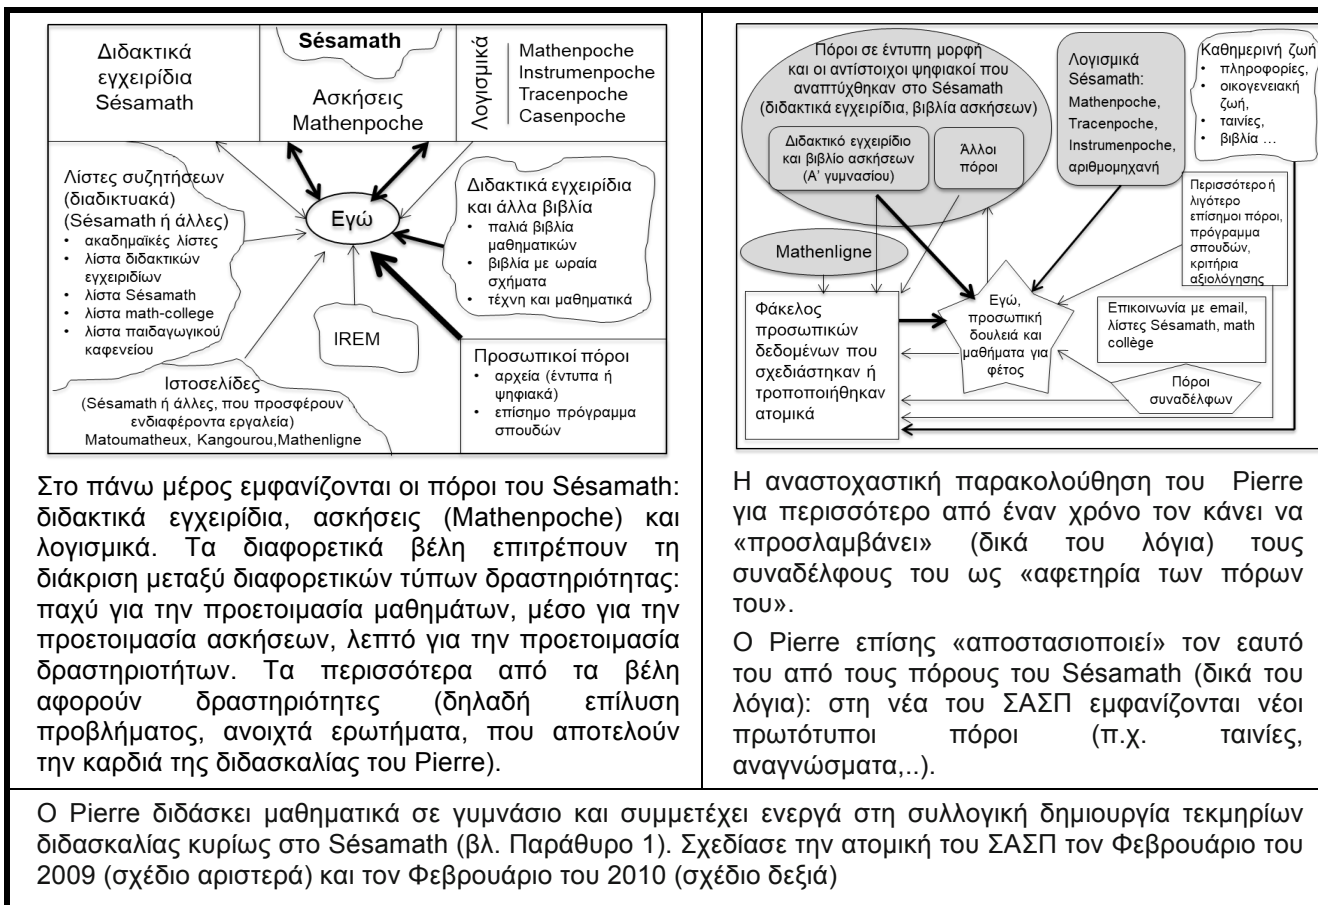 Διδακτικά
εγχειρίδια
Sésamath
Sésamath
Ασκήσεις
Mathenpoche
Λογισμικά
Mathenpoche
Instrumenpoche
Tracenpoche
Casenpoche
Λίστες συζητήσεων
(διαδικτυακά)
(Sésamath ή άλλες)
• ακαδημαϊκές λίστες
• λίστα διδακτικών
εγχειριδίων
• λίστα Sésamath
• λίστα math-college
• λίστα παιδαγωγικού
καφενείου
Εγώ
Διδακτικά εγχειρίδια
και άλλα βιβλία
• παλιά βιβλία
μαθηματικών
• βιβλία με ωραία
σχήματα
• τέχνη και μαθηματικά
IREM
Προσωπικοί πόροι
• αρχεία (έντυπα ή
ψηφιακά)
• επίσημο πρόγραμμα
σπουδών
Ιστοσελίδες
(Sésamath ή άλλες, που προσφέρουν
ενδιαφέροντα εργαλεία)
Matoumatheux, Kangourou,Mathenligne
Στο πάνω μέρος εμφανίζονται οι πόροι του Sésamath:
διδακτικά εγχειρίδια, ασκήσεις (Mathenpoche) και
λογισμικά. Τα διαφορετικά βέλη επιτρέπουν τη
διάκριση μεταξύ διαφορετικών τύπων δραστηριότητας:
παχύ για την προετοιμασία μαθημάτων, μέσο για την
προετοιμασία ασκήσεων, λεπτό για την προετοιμασία
δραστηριοτήτων. Τα περισσότερα από τα βέλη
αφορούν δραστηριότητες (δηλαδή επίλυση
προβλήματος, ανοιχτά ερωτήματα, που αποτελούν
την καρδιά της διδασκαλίας του Pierre).
Πόροι σε έντυπη μορφή
και οι αντίστοιχοι ψηφιακοί που
αναπτύχθηκαν στο Sésamath
(διδακτικά εγχειρίδια, βιβλία ασκήσεων)
Διδακτικό εγχειρίδιο
και βιβλίο ασκήσεων
(Α' γυμνασίου)
Άλλοι
πόροι
Λογισμικά
Sésamath:
Mathenpoche,
Tracenpoche,
Instrumenpoche,
αριθμομηχανή
Καθημερινή ζωή
• πληροφορίες,
• οικογενειακή
ζωή,
• ταινίες,
• βιβλία …
Mathenligne
Περισσότερο ή
λιγότερο
επίσημοι πόροι,
πρόγραμμα
σπουδών,
κριτήρια
αξιολόγησης
Φάκελος
προσωπικών
δεδομένων που
σχεδιάστηκαν ή
τροποποιήθηκαν
ατομικά
Εγώ,
προσωπική
δουλειά και
μαθήματα για
φέτος
Επικοινωνία με email,
λίστες Sésamath, math
collège
Πόροι
συναδέλφων
Η αναστοχαστική παρακολούθηση του Pierre
για περισσότερο από έναν χρόνο τον κάνει να
«προσλαμβάνει» (δικά του λόγια) τους
συναδέλφους του ως «αφετηρία των πόρων
του».
Ο Pierre επίσης «αποστασιοποιεί» τον εαυτό
του από τους πόρους του Sésamath (δικά του
λόγια): στη νέα του ΣΑΣΠ εμφανίζονται νέοι
πρωτότυποι πόροι (π.χ. ταινίες,
αναγνώσματα,..).
Ο Pierre διδάσκει μαθηματικά σε γυμνάσιο και συμμετέχει ενεργά στη συλλογική δημιουργία τεκμηρίων
διδασκαλίας κυρίως στο Sésamath (βλ. Παράθυρο 1). Σχεδίασε την ατομική του ΣΑΣΠ τον Φεβρουάριο του
2009 (σχέδιο αριστερά) και τον Φεβρουάριο του 2010 (σχέδιο δεξιά)